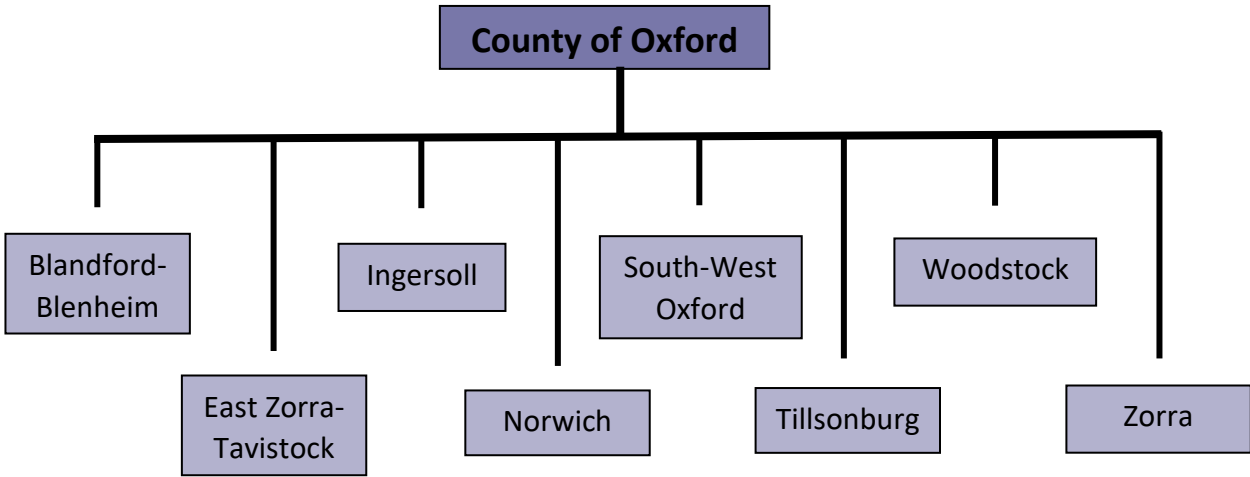 County of Oxford
Blandford-
Blenheim
Ingersoll
South-West
Oxford
Woodstock
East Zorra-
Tavistock
Norwich
Tillsonburg
Zorra